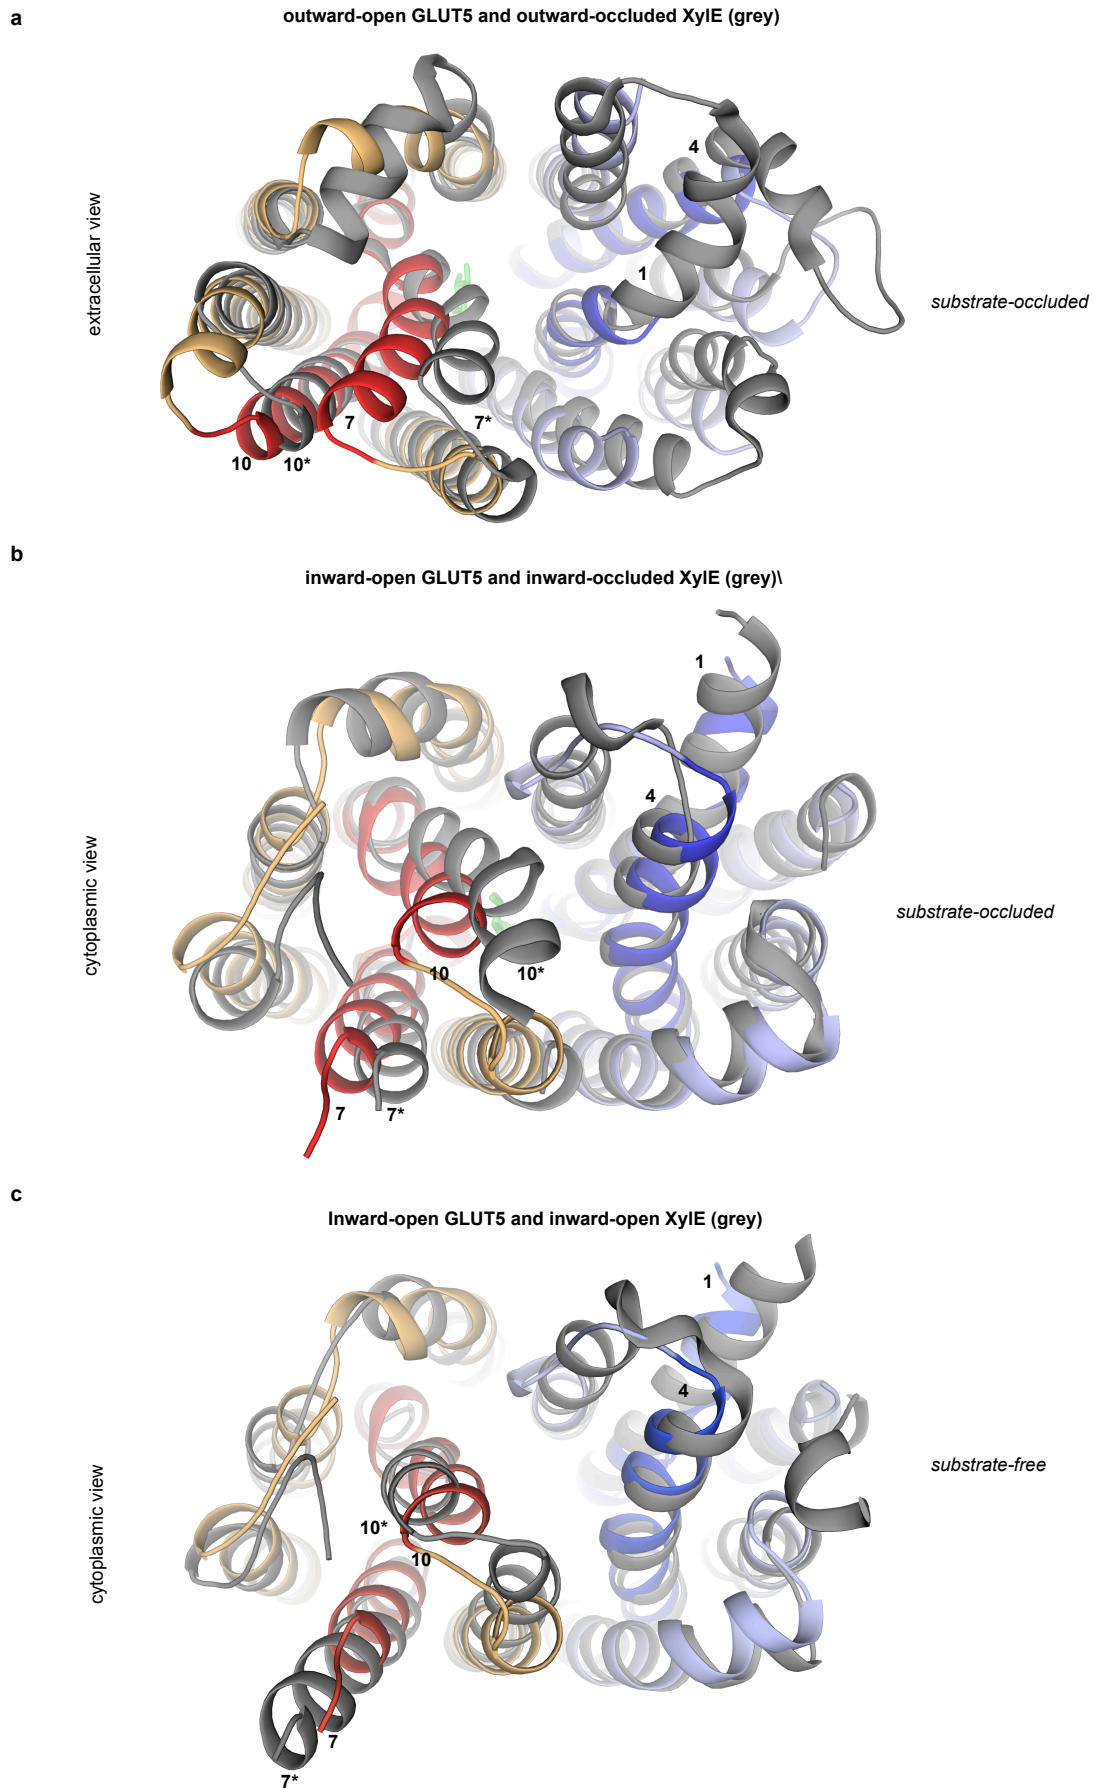 a
outward-open GLUT5 and outward-occluded XylE (grey)
extracellular view
4
1
substrate-occluded
7
7*
10
10*
b
inward-open GLUT5 and inward-occluded XylE (grey)\
cytoplasmic view
1
4
substrate-occluded
10
10*
7
7*
c
Inward-open GLUT5 and inward-open XylE (grey)
cytoplasmic view
1
4
substrate-free
10*
10
7
7*